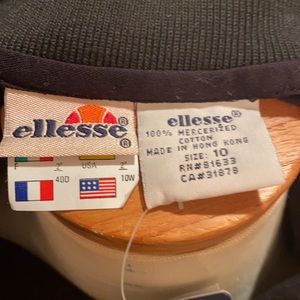 ellesse®
USA
40D
10W
ellesse®
100% MERCERIZED
COTTON
MADE IN HONG KONG
SIZE: 10
RN#81633
CA#31878